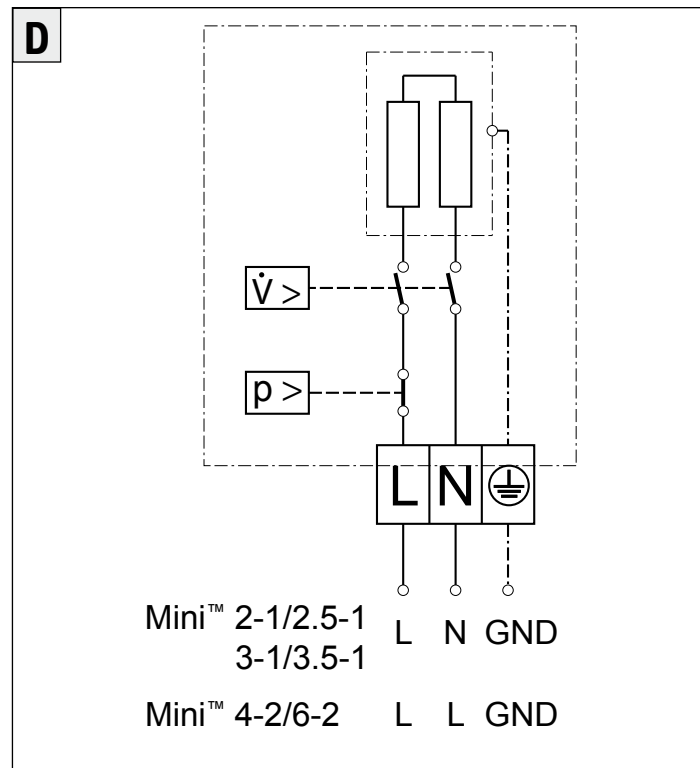 D
V̇ >
p >
L N
Mini™ 2-1/2.5-1 L N GND
3-1/3.5-1
Mini™ 4-2/6-2 L L GND